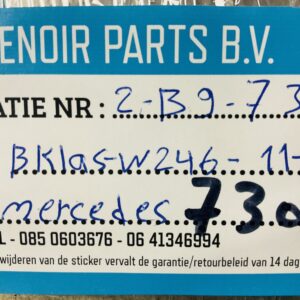 ENOIR PARTS B.V.
ATIE NR : 2-B9-73
BKlas-W246-11-
mercedes 730
L - 085 0603676 - 06 41346994
wijderen van de sticker vervalt de garantie/retourbeleid van 14 dag